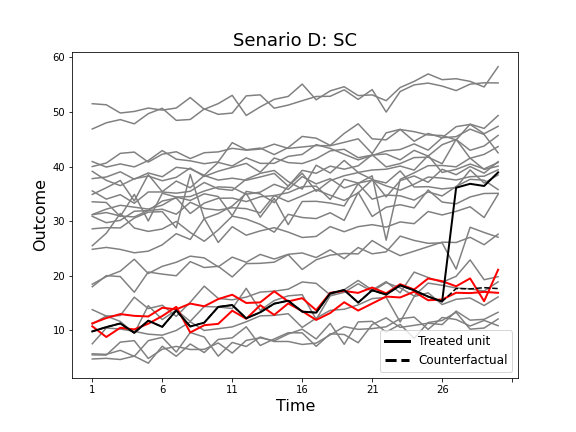 Senario D: SC
60
50
40
30
20
10
Outcome
1 6 11 16 21 26
Time
Treated unit
Counterfactual